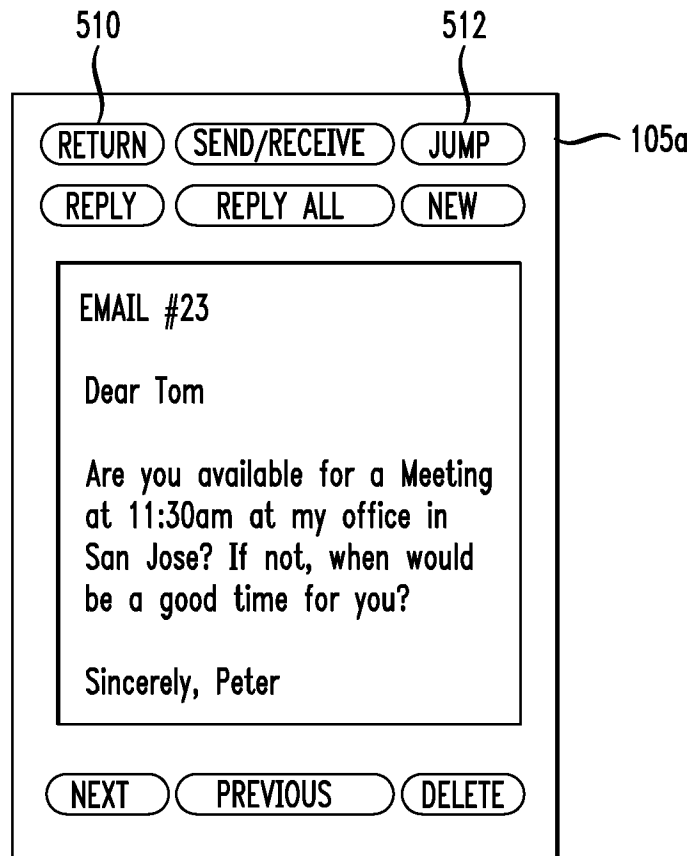 510 512
RETURN SEND/RECEIVE JUMP 105a
REPLY REPLY ALL NEW
EMAIL #23
Dear Tom
Are you available for a Meeting
at 11:30am at my office in
San Jose? If not, when would
be a good time for you?
Sincerely, Peter
NEXT PREVIOUS DELETE